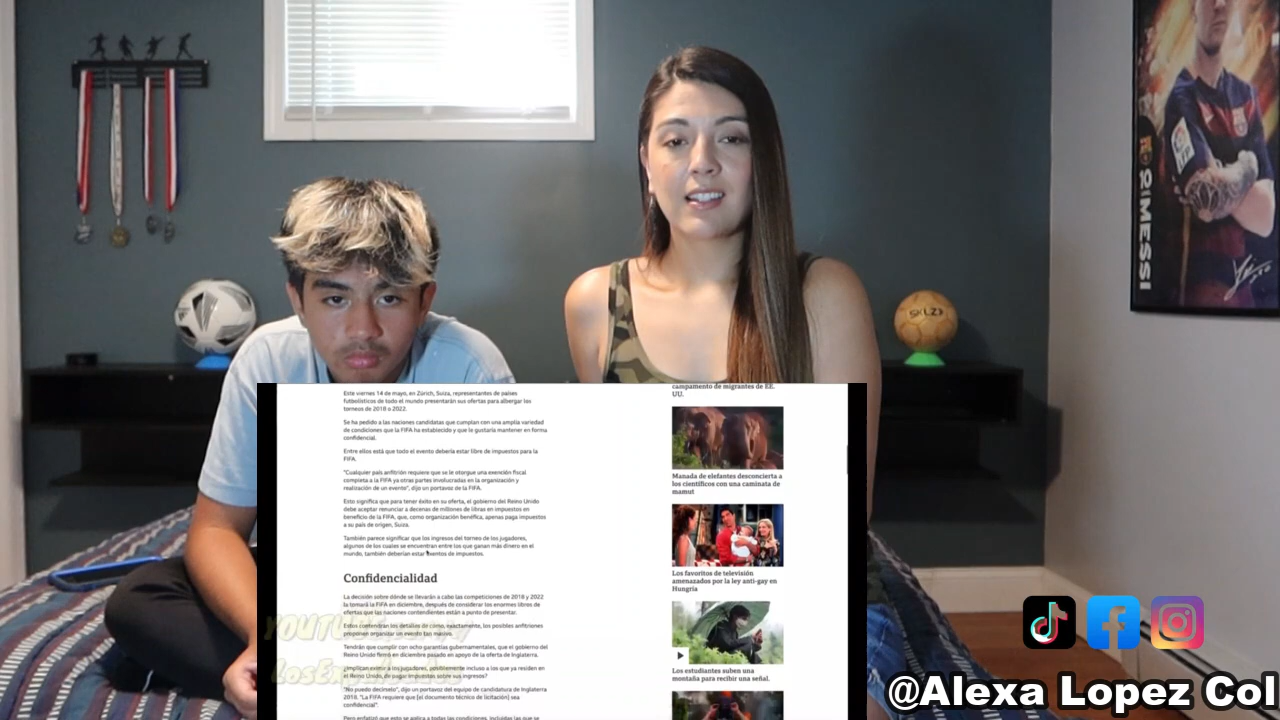 SKLZ
10 MESSI
campamento de migrantes de EE.
UU.
Este viernes 14 de mayo, en Zúrich, Suiza, representantes de países
futbolísticos de todo el mundo presentarán sus ofertas para albergar los
torneos de 2018 o 2022.
Se ha pedido a las naciones candidatas que cumplan con una amplia variedad
de condiciones que la FIFA ha establecido y que le gustaría mantener en forma
confidencial.
Entre ellos está que todo el evento debería estar libre de impuestos para la
FIFA.
"Cualquier país anfitrión requiere que se le otorgue una exención fiscal
completa a la FIFA ya otras partes involucradas en la organización y
realización de un evento", dijo un portavoz de la FIFA.
Esto significa que para tener éxito en su oferta, el gobierno del Reino Unido
debe aceptar renunciar a decenas de millones de libras en impuestos en
beneficio de la FIFA, que, como organización benéfica, apenas paga impuestos
a su país de origen, Suiza.
También parece significar que los ingresos del torneo de los jugadores,
algunos de los cuales se encuentran entre los que ganan más dinero en el
mundo, también deberían estar exentos de impuestos.
Confidencialidad
La decisión sobre dónde se llevarán a cabo las competiciones de 2018 y 2022
la tomará la FIFA en diciembre, después de considerar los enormes libros de
ofertas que las naciones contendientes están a punto de presentar.
Estos contendrán los detalles de cómo, exactamente, los posibles anfitriones
proponen organizar un evento tan masivo.
Tendrán que cumplir con ocho garantías gubernamentales, que el gobierno del
Reino Unido firmó en diciembre pasado en apoyo de la oferta de Inglaterra.
¿Implican eximir a los jugadores, posiblemente incluso a los que ya residen en
el Reino Unido, de pagar impuestos sobre sus ingresos?
"No puedo decírselo", dijo un portavoz del equipo de candidatura de Inglaterra
2018. "La FIFA requiere que [el documento técnico de licitación] sea
confidencial".
Pero enfatizó que esto se aplica a todas las condiciones, incluidas las que se
Manada de elefantes desconcierta a
los científicos con una caminata de
mamut
Los favoritos de televisión
amenazados por la ley anti-gay en
Hungría
Los estudiantes suben una
montaña para recibir una señal.
@Alexa Lopez Col